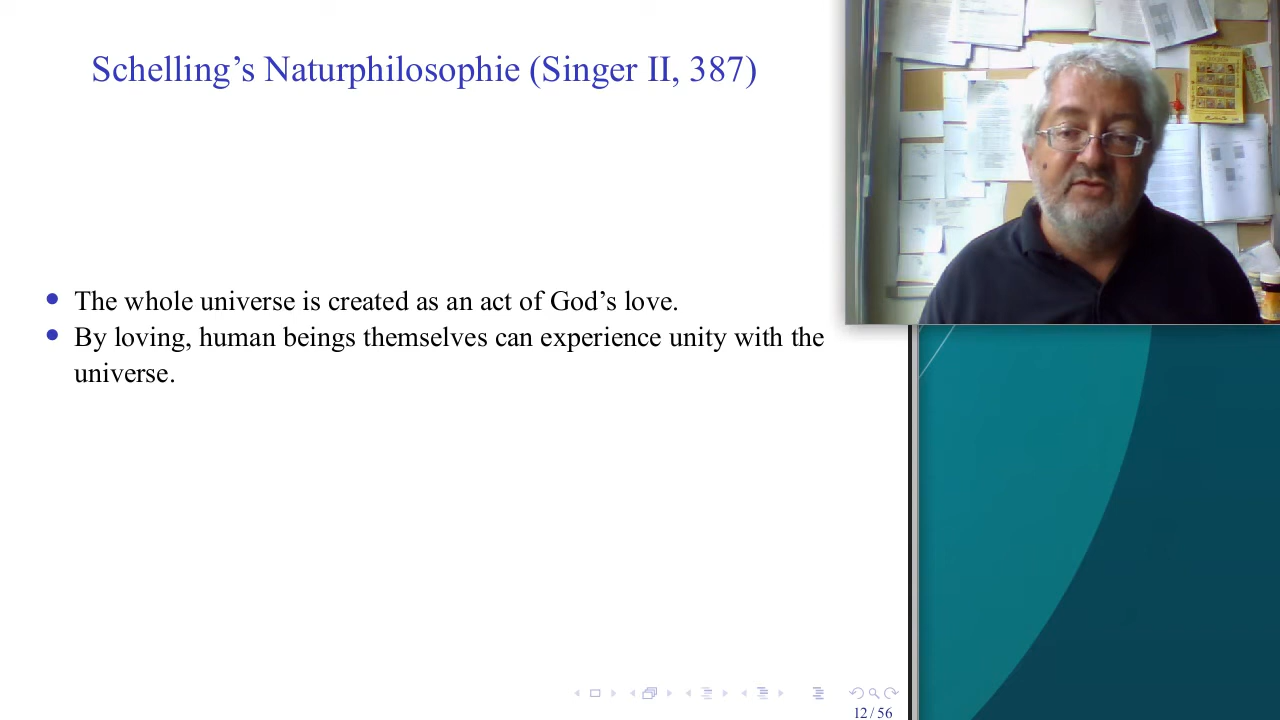 Schelling’s Naturphilosophie (Singer II, 387)
• The whole universe is created as an act of God’s love.
• By loving, human beings themselves can experience unity with the
universe.
12 / 56